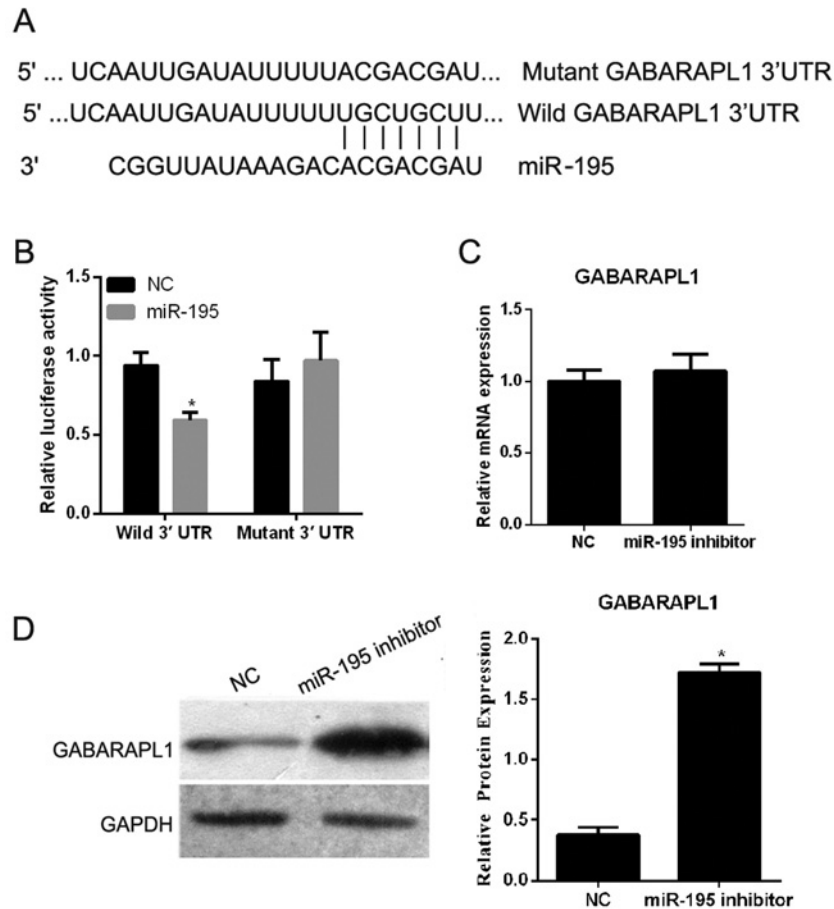 A
5' ... UCAAUUGAUAUUUUUACGACGAU... Mutant GABARAPL1 3'UTR
5' ...UCAAUUGAUAUUUUUUGCUGCUU... Wild GABARAPL1 3'UTR
3' CGGUUAUAAAGACACGACGAU miR-195
B
Relative luciferase activity
1.5
1.0
0.5
0.0
NC
miR-195
*
Wild 3' UTR
Mutant 3' UTR
C
GABARAPL1
Relative mRNA expression
1.5
1.0
0.5
0.0
NC
miR-195 inhibitor
D
NC
miR-195 inhibitor
GABARAPL1
GAPDH
GABARAPL1
Relative Protein Expression
2.0
1.5
1.0
0.5
0.0
*
NC
miR-195 inhibitor